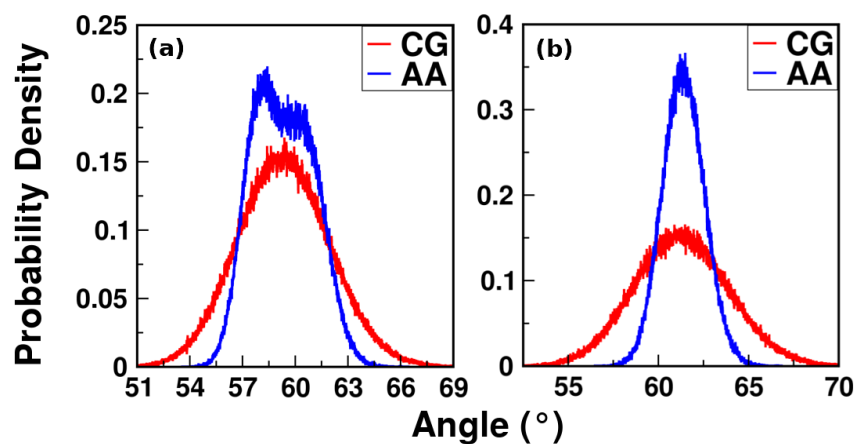 Probability Density
(a)
CG
AA
0.25
0.2
0.15
0.1
0.05
0
51 54 57 60 63 66 69
(b)
CG
AA
0.4
0.3
0.2
0.1
0
55 60 65 70
Angle (°)